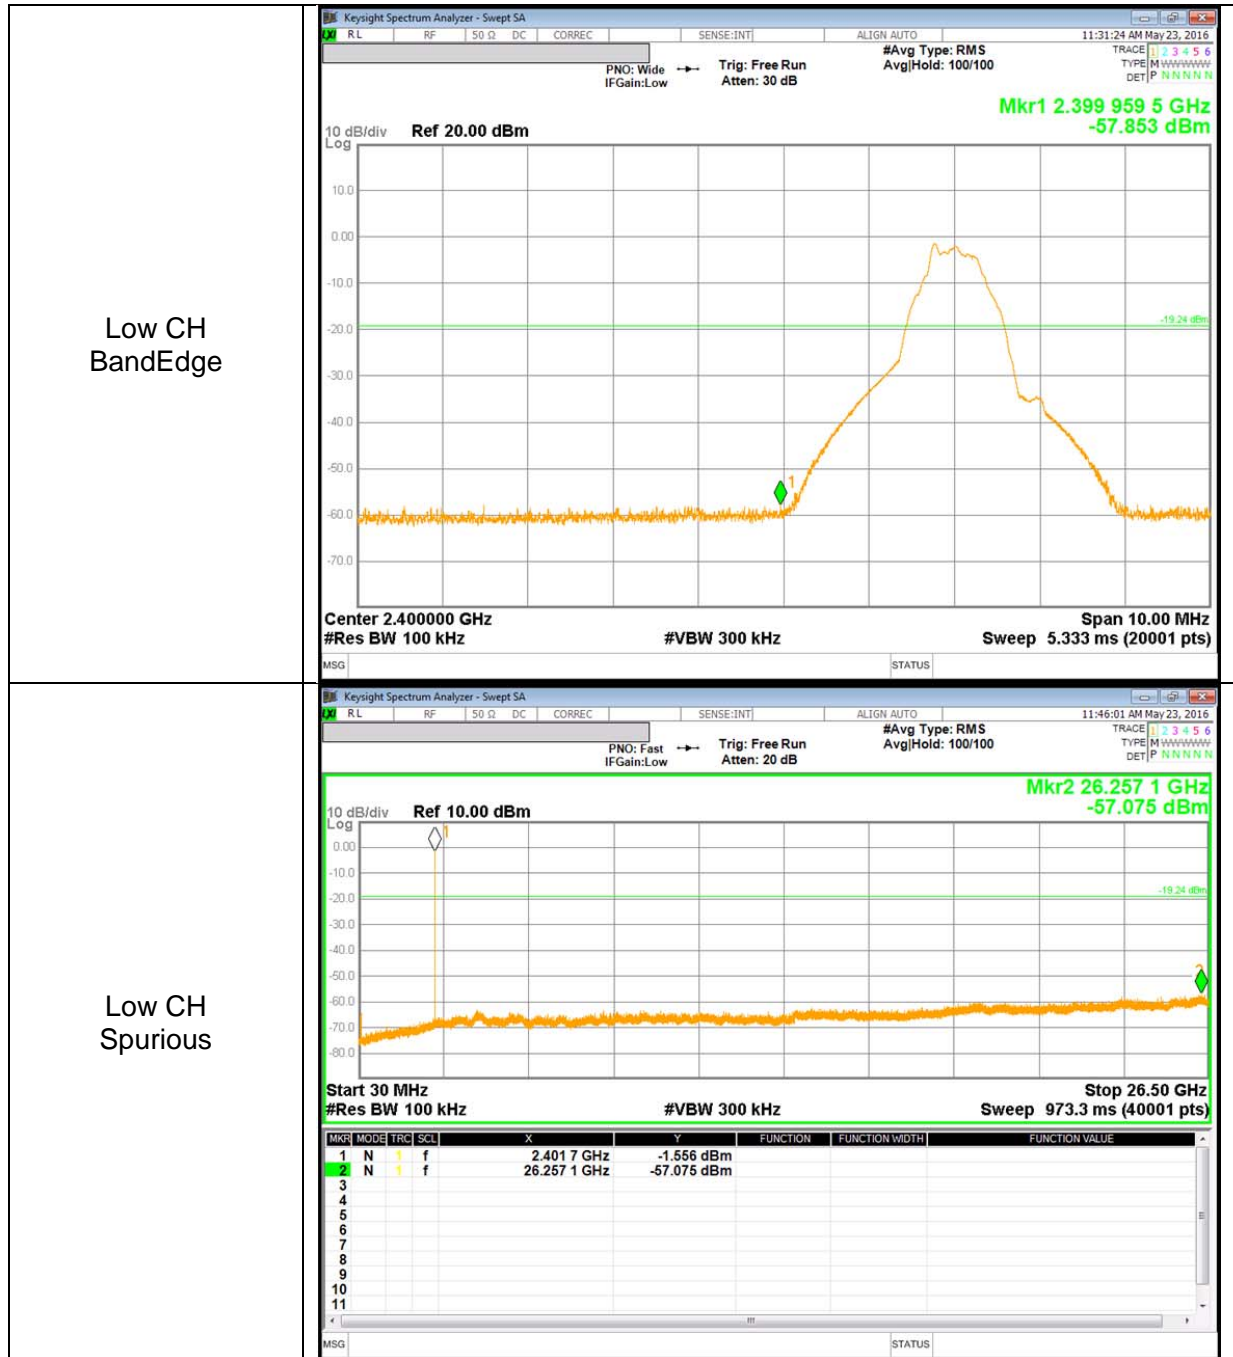 Low CH
BandEdge
Keysight Spectrum Analyzer - Swept SA
LXI RL RF 50 Ω DC CORREC SENSE:INT ALIGN AUTO 11:31:24 AM May 23, 2016
#Avg Type: RMS TRACE 1 2 3 4 5 6
PNO: Wide Trig: Free Run Avg|Hold: 100/100 TYPE M WWWWW
IFGain:Low Atten: 30 dB DET P N N N N N
Mkr1 2.399 959 5 GHz
10 dB/div Ref 20.00 dBm -57.853 dBm
Log
10.0
0.00
-10.0
-20.0 -19.24 dBm
-30.0
-40.0
-50.0
1
-60.0
-70.0
Center 2.400000 GHz Span 10.00 MHz
#Res BW 100 kHz #VBW 300 kHz Sweep 5.333 ms (20001 pts)
MSG STATUS
Low CH
Spurious
Keysight Spectrum Analyzer - Swept SA
LXI RL RF 50 Ω DC CORREC SENSE:INT ALIGN AUTO 11:46:01 AM May 23, 2016
#Avg Type: RMS TRACE 1 2 3 4 5 6
PNO: Fast Trig: Free Run Avg|Hold: 100/100 TYPE M WWWWW
IFGain:Low Atten: 20 dB DET P N N N N N
Mkr2 26.257 1 GHz
10 dB/div Ref 10.00 dBm -57.075 dBm
Log
1
0.00
-10.0
-20.0 -19.24 dBm
-30.0
-40.0
-50.0
2
-60.0
-70.0
-80.0
Start 30 MHz Stop 26.50 GHz
#Res BW 100 kHz #VBW 300 kHz Sweep 973.3 ms (40001 pts)
MKR MODE TRC SCL X Y FUNCTION FUNCTION WIDTH FUNCTION VALUE
1 N 1 f 2.401 7 GHz -1.556 dBm
2 N 1 f 26.257 1 GHz -57.075 dBm
3
4
5
6
7
8
9
10
11
MSG STATUS